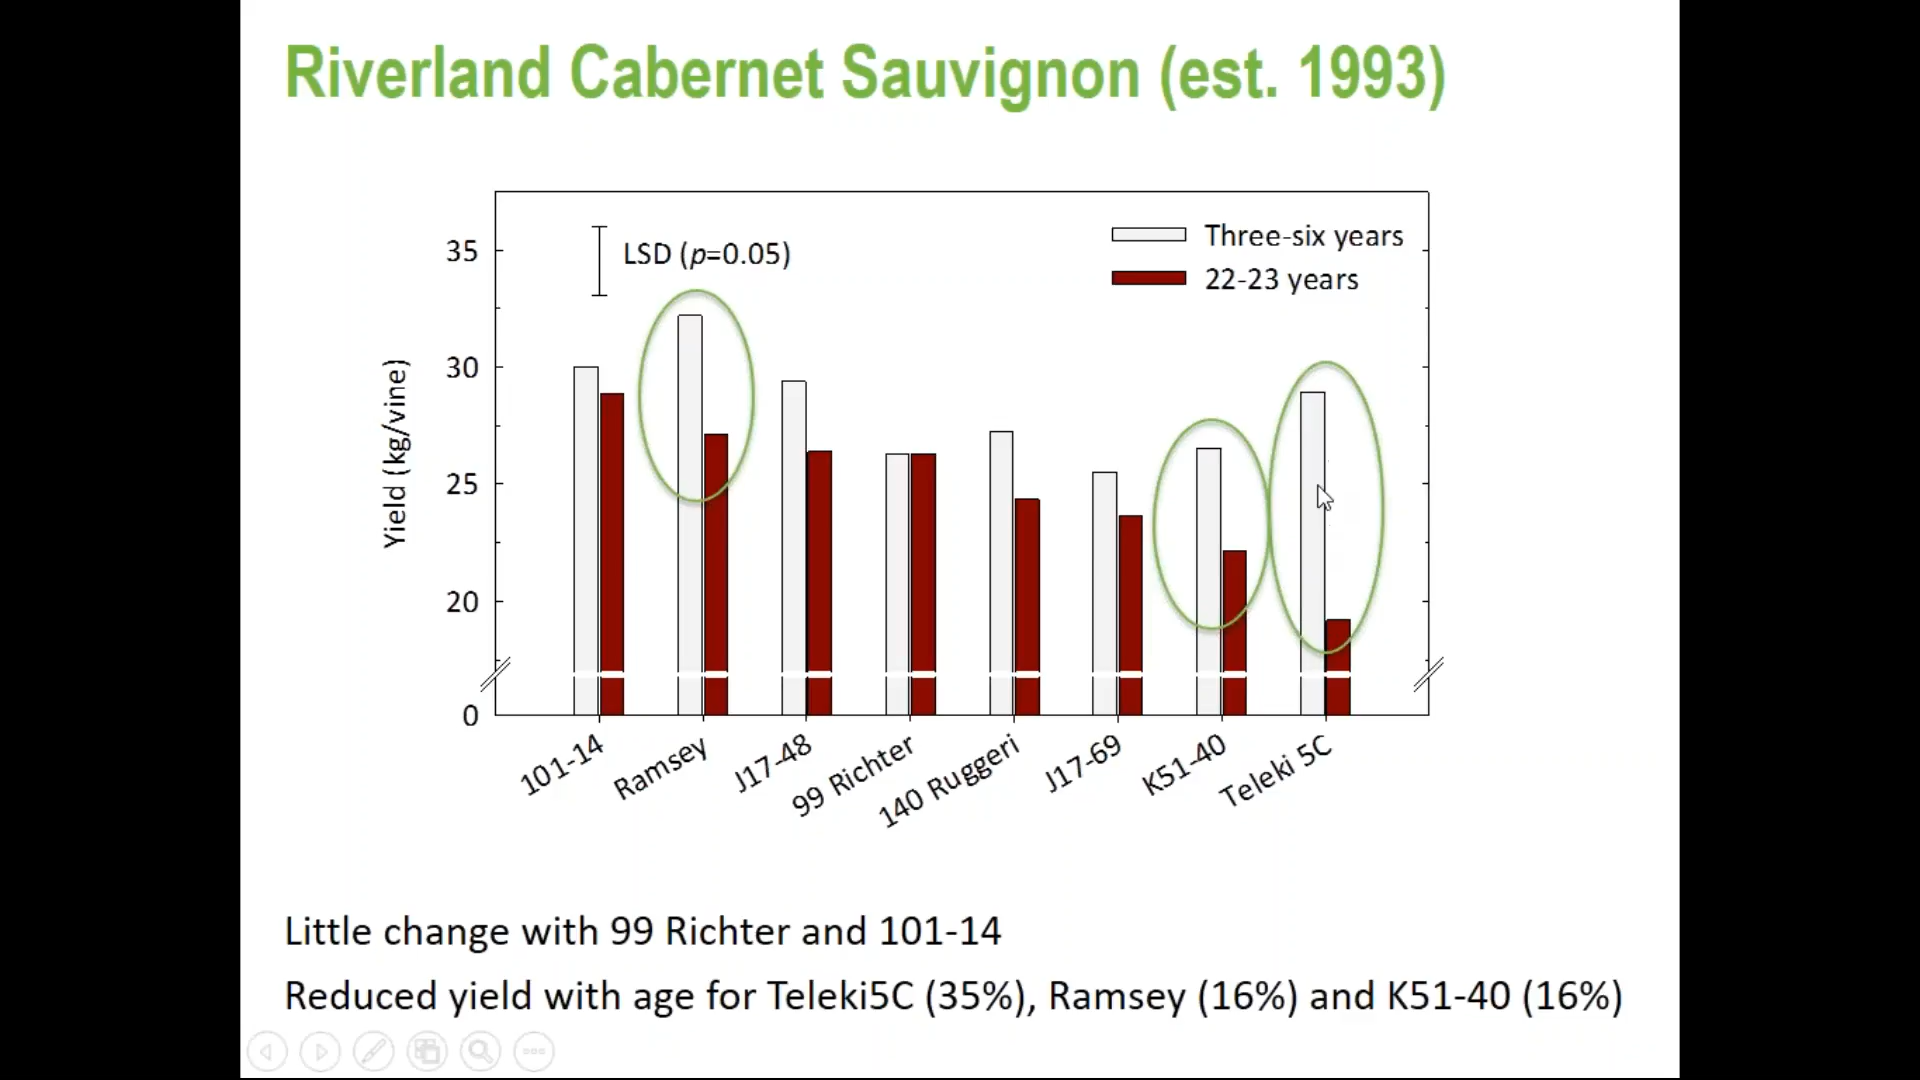 Riverland Cabernet Sauvignon (est. 1993)
LSD (p=0.05)
Three-six years
22-23 years
Yield (kg/vine)
35
30
25
20
0
101-14
Ramsey
J17-48
99 Richter
140 Ruggeri
J17-69
K51-40
Teleki 5C
Little change with 99 Richter and 101-14
Reduced yield with age for Teleki5C (35%), Ramsey (16%) and K51-40 (16%)